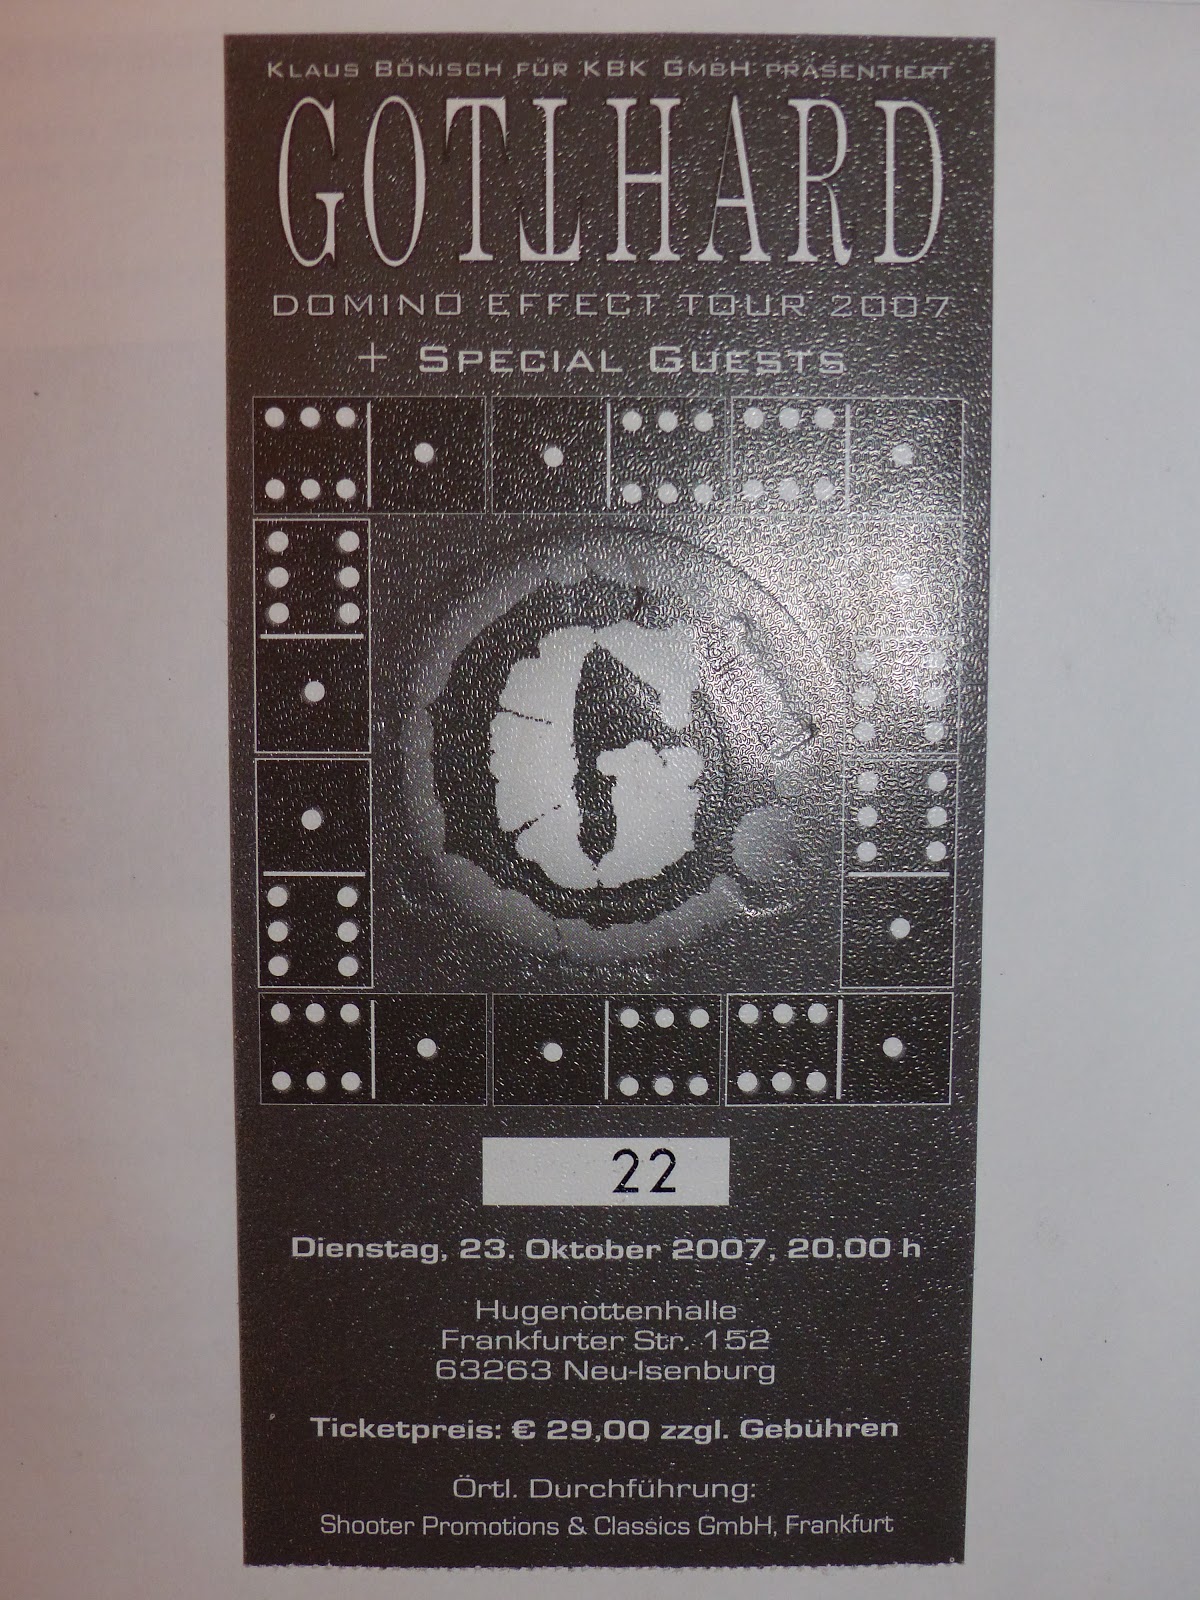 Klaus Bönisch für KBK GmbH präsentiert
GOTTHARD
DOMINO EFFECT TOUR 2007
+ Special Guests
G
22
Dienstag, 23. Oktober 2007, 20.00 h
Hugenottenhalle
Frankfurter Str. 152
63263 Neu-Isenburg
Ticketpreis: € 29,00 zzgl. Gebühren
Örtl. Durchführung:
Shooter Promotions & Classics GmbH, Frankfurt